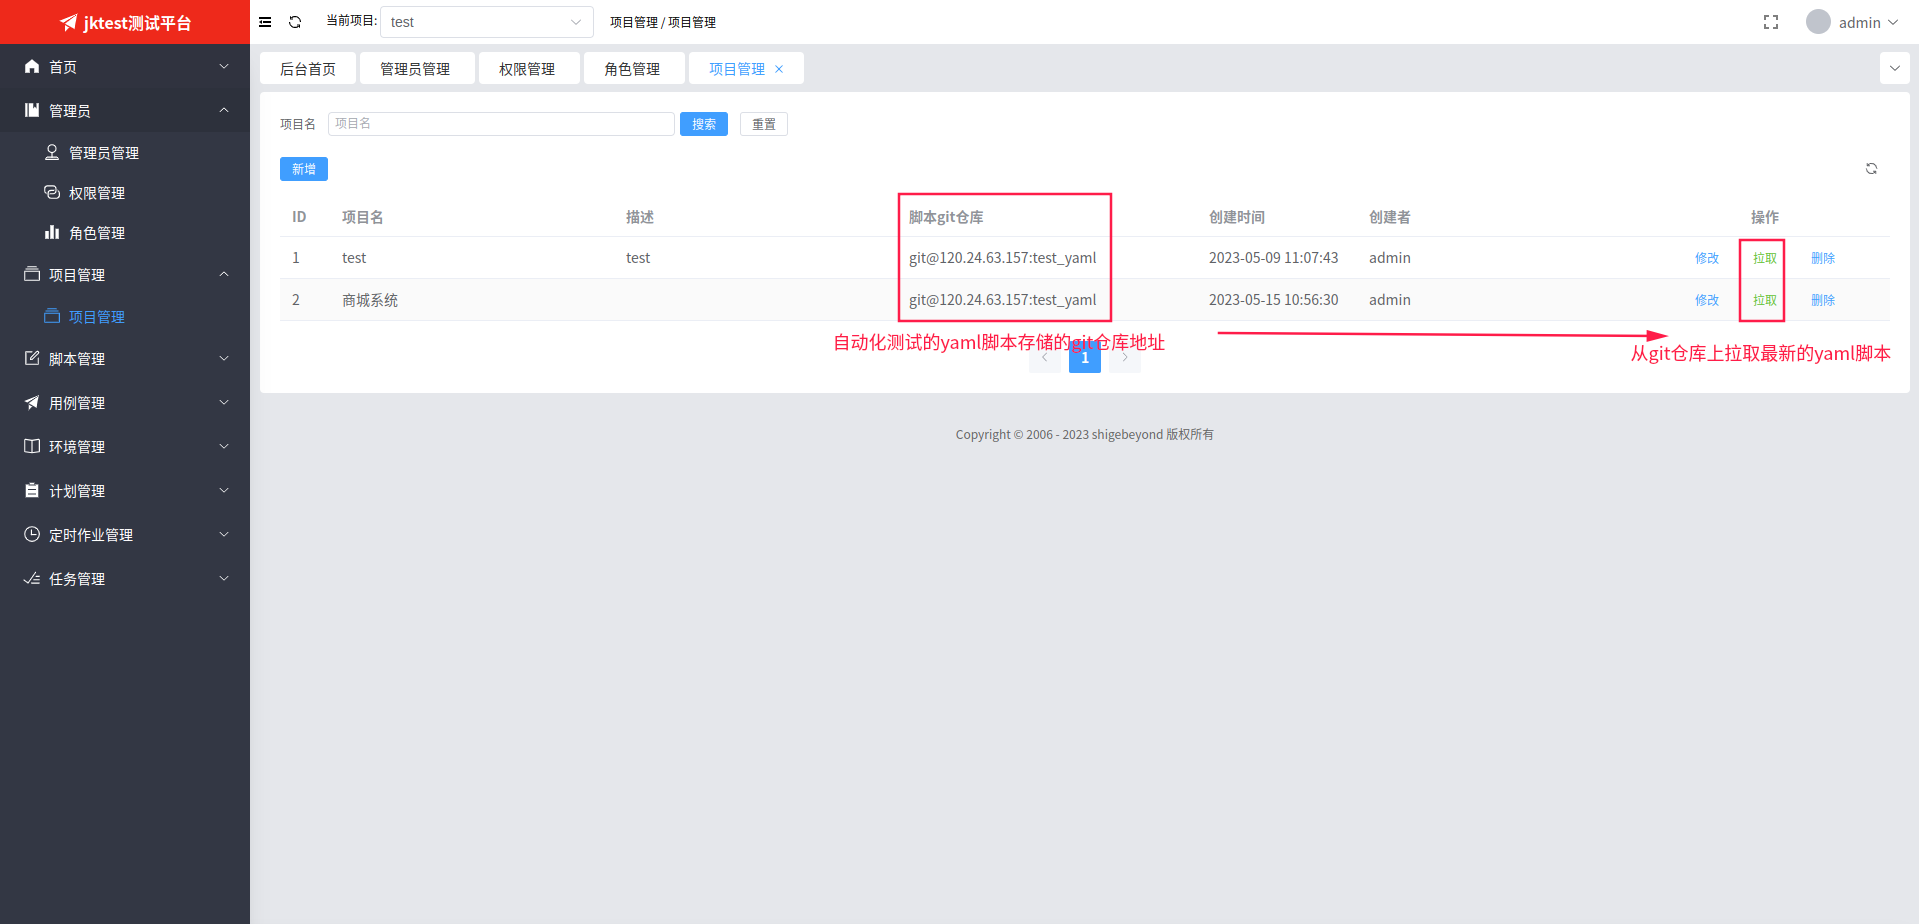 jktest测试平台
当前项目: test 项目管理 / 项目管理
admin
首页
管理员
管理员管理
权限管理
角色管理
项目管理
项目管理
脚本管理
用例管理
环境管理
计划管理
定时作业管理
任务管理
后台首页 管理员管理 权限管理 角色管理 项目管理 ×
项目名 项目名 搜索 重置
新增
ID 项目名 描述 脚本git仓库 创建时间 创建者 操作
1 test test git@120.24.63.157:test_yaml 2023-05-09 11:07:43 admin 修改 拉取 删除
2 商城系统 git@120.24.63.157:test_yaml 2023-05-15 10:56:30 admin 修改 拉取 删除
自动化测试的yaml脚本存储的git仓库地址
从git仓库上拉取最新的yaml脚本
1
Copyright © 2006 - 2023 shigebeyond 版权所有